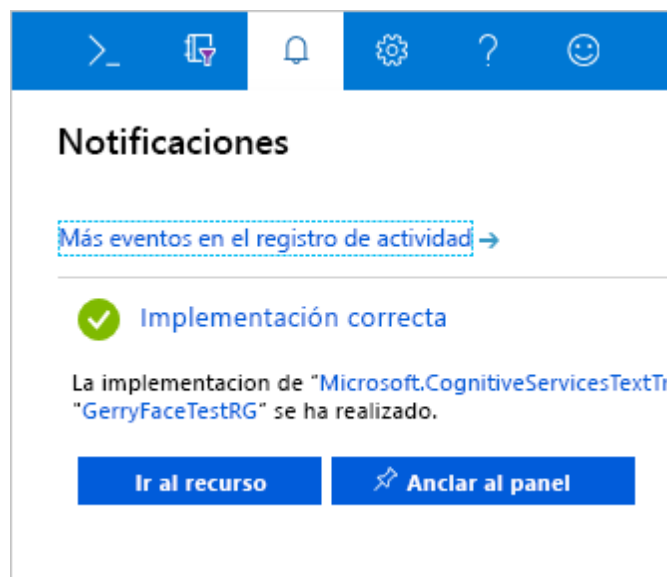 Notificaciones
Más eventos en el registro de actividad →
Implementación correcta
La implementacion de "Microsoft.CognitiveServicesTextTr
"GerryFaceTestRG" se ha realizado.
Ir al recurso
Anclar al panel